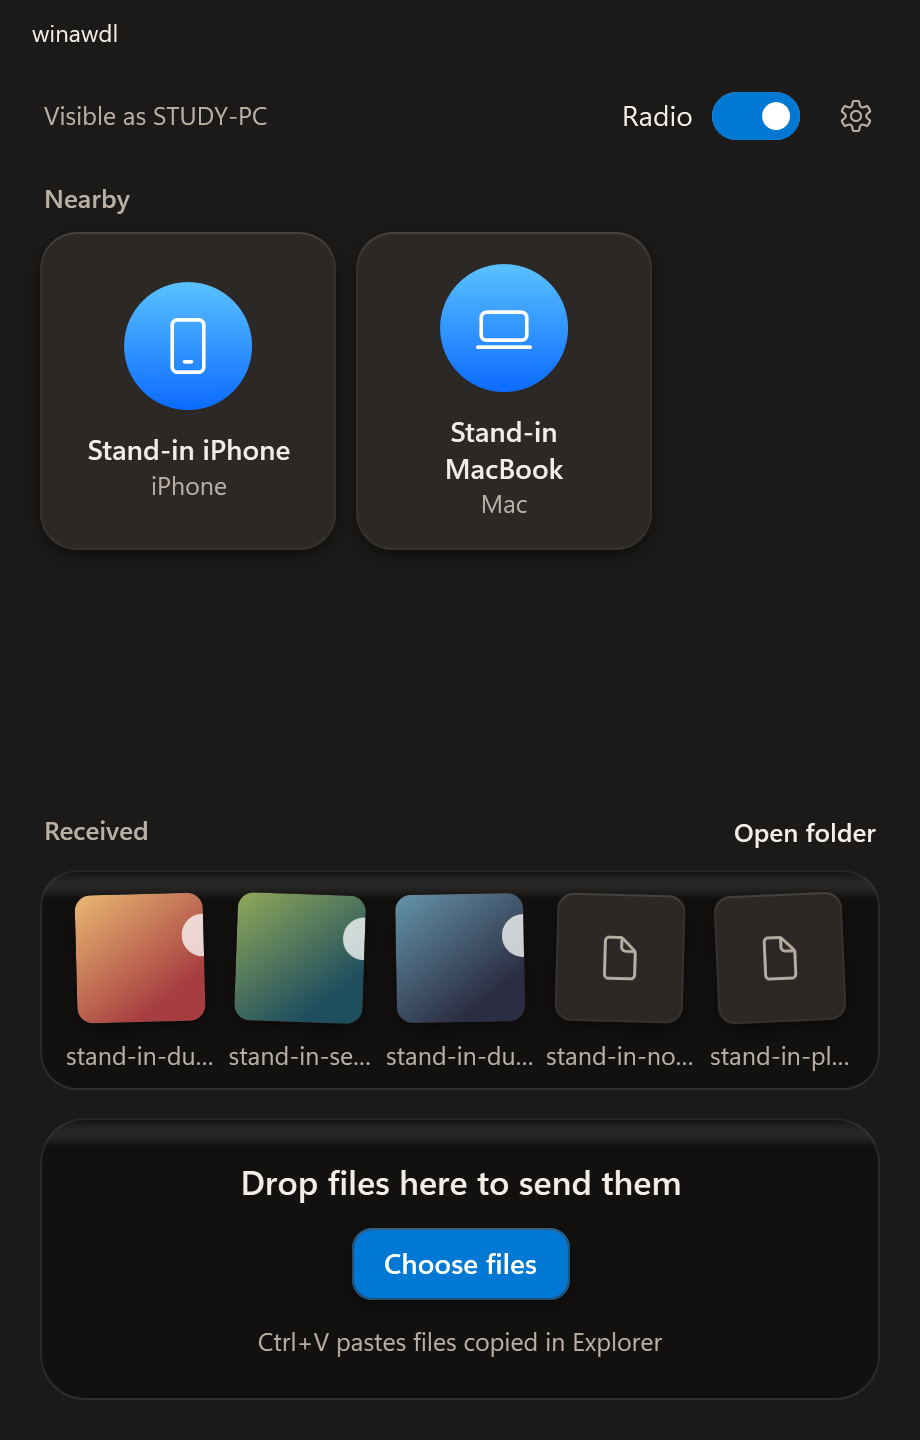 winawdl
Visible as STUDY-PC
Radio
Nearby
Stand-in iPhone
iPhone
Stand-in
MacBook
Mac
Received
Open folder
stand-in-du...
stand-in-se...
stand-in-du...
stand-in-no...
stand-in-pl...
Drop files here to send them
Choose files
Ctrl+V pastes files copied in Explorer